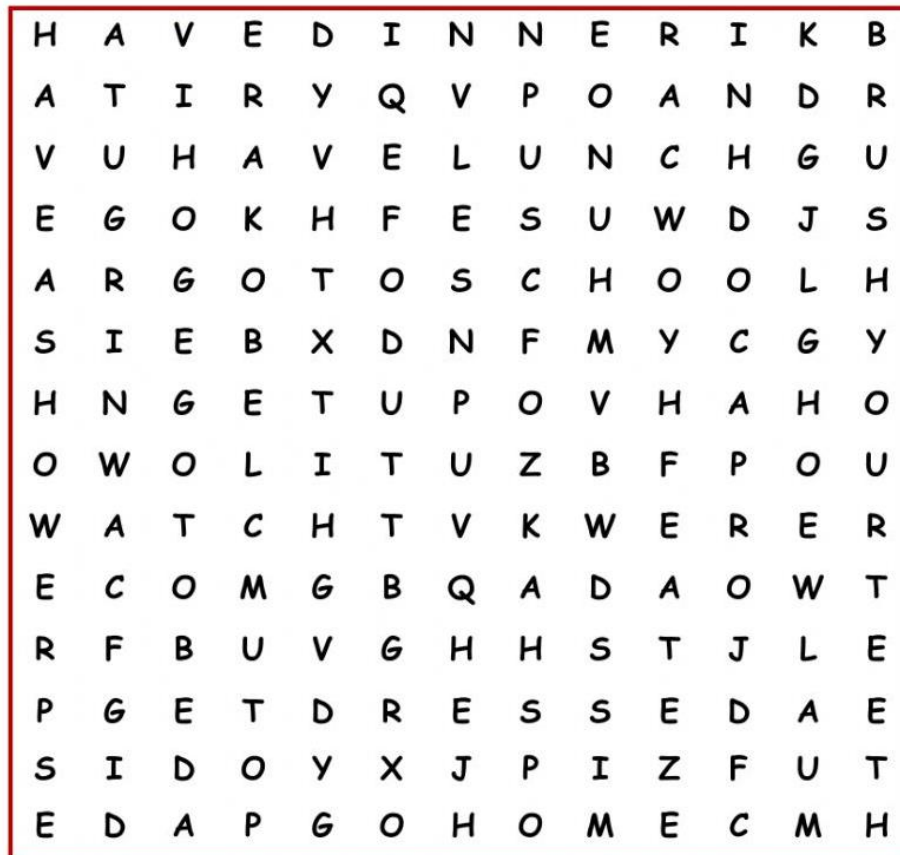 H A V E D I N N E R I K B
A T I R Y Q V P O A N D R
V U H A V E L U N C H G U
E G O K H F E S U W D J S
A R G O T O S C H O O L H
S I E B X D N F M Y C G Y
H N G E T U P O V H A H O
O W O L I T U Z B F P O U
W A T C H T V K W E R E R
E C O M G B Q A D A O W T
R F B U V G H H S T J L E
P G E T D R E S S E D A E
S I D O Y X J P I Z F U T
E D A P G O H O M E C M H